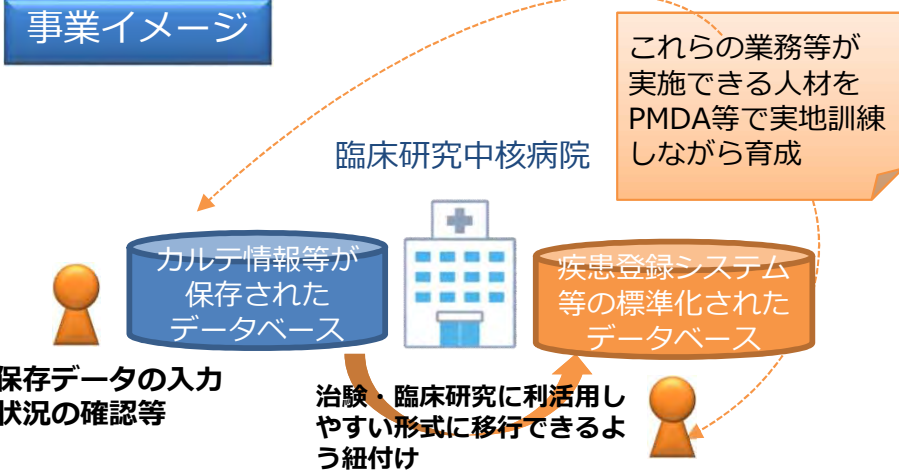 事業イメージ
これらの業務等が
実施できる人材を
PMDA等で実地訓練
しながら育成
臨床研究中核病院
カルテ情報等が
保存された
データベース
疾患登録システム
等の標準化された
データベース
保存データの入力
状況の確認等
治験・臨床研究に利活用し
やすい形式に移行できるよ
う紐付け